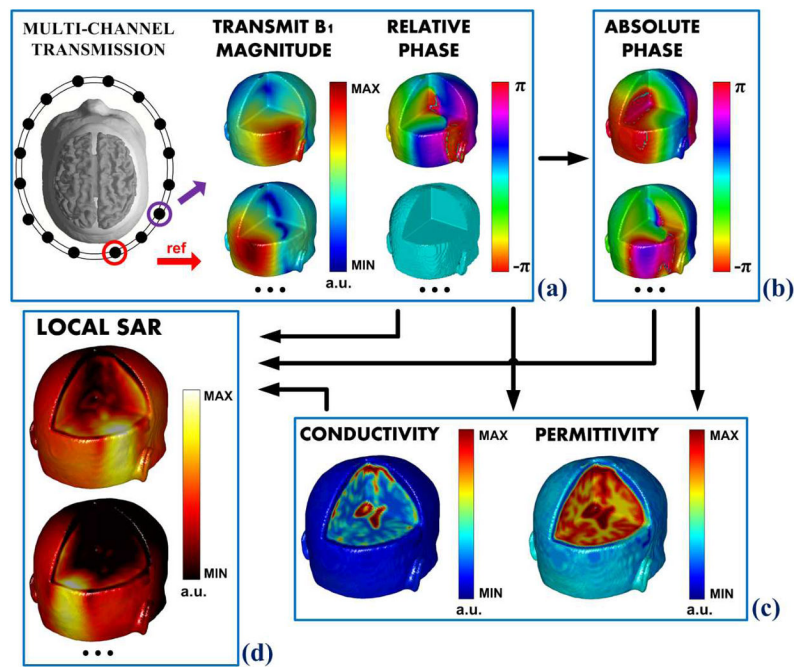 MULTI-CHANNEL
TRANSMISSION
TRANSMIT B₁
MAGNITUDE
RELATIVE
PHASE
ABSOLUTE
PHASE
MAX
π
π
ref
MIN
-π
-π
a.u.
(a)
(b)
LOCAL SAR
MAX
MIN
a.u.
(d)
CONDUCTIVITY
PERMITTIVITY
MAX
MAX
MIN
MIN
a.u.
a.u.
(c)